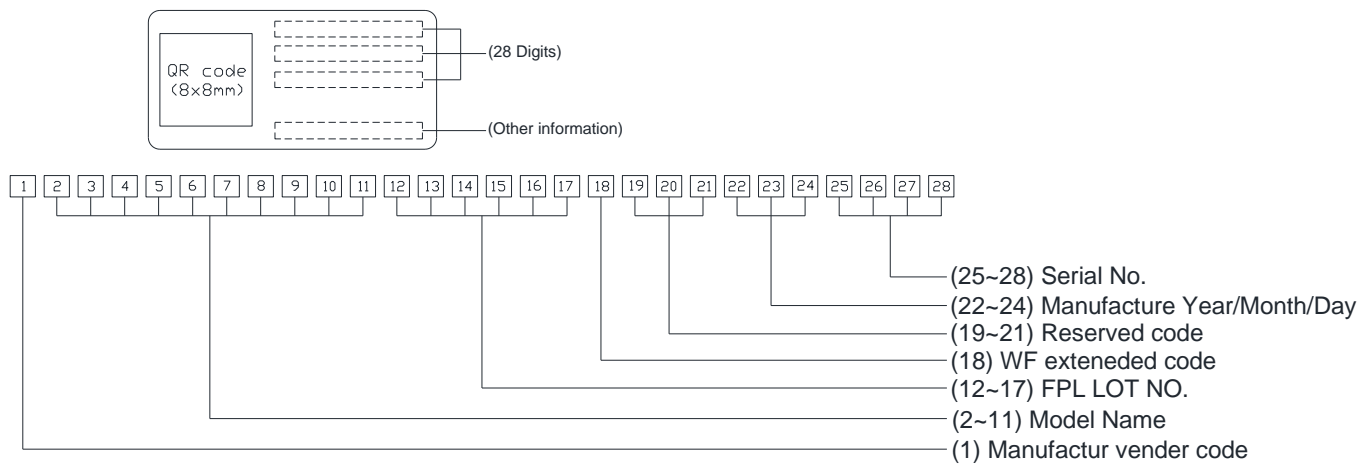 QR code
(8x8mm)
(28 Digits)
(Other information)
1 2 3 4 5 6 7 8 9 10 11 12 13 14 15 16 17 18 19 20 21 22 23 24 25 26 27 28
(25~28) Serial No.
(22~24) Manufacture Year/Month/Day
(19~21) Reserved code
(18) WF exteneded code
(12~17) FPL LOT NO.
(2~11) Model Name
(1) Manufactur vender code